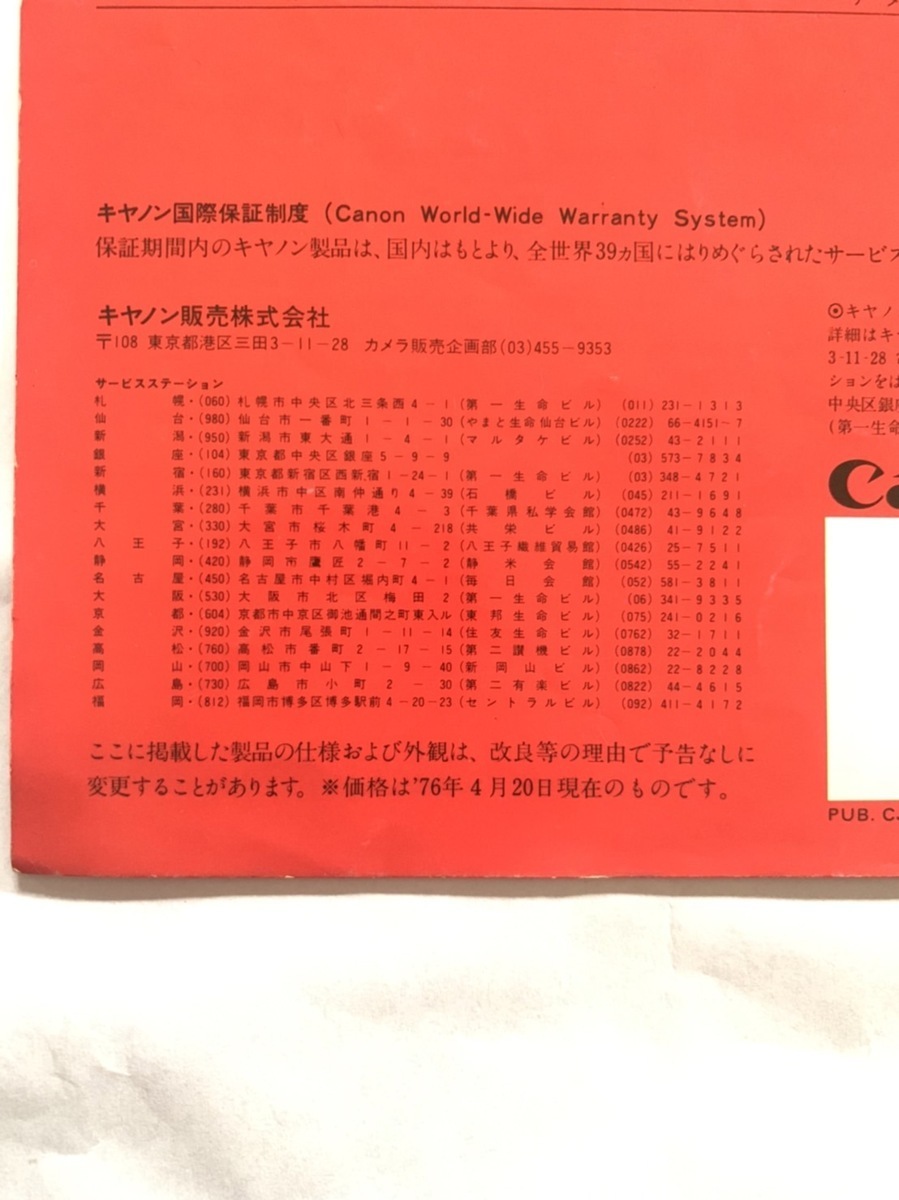 キヤノン国際保証制度 (Canon World-Wide Warranty System)
保証期間内のキヤノン製品は、国内はもとより、全世界39ヵ国にはりめぐらされたサービス
キヤノン販売株式会社
〒108 東京都港区三田3-11-28 カメラ販売企画部(03)455-9353
サービスステーション
札幌・(060)札幌市中央区北三条西4-1(第一生命ビル) (011)231-1313
仙台・(980)仙台市一番町1-1-30(やまと生命仙台ビル)(0222)66-4151~7
新潟・(950)新潟市東大通1-4-1(マルタケビル)(0252)43-2111
銀座・(104)東京都中央区銀座5-9-9 (03)573-7834
新宿・(160)東京都新宿区西新宿1-24-1(第一生命ビル)(03)348-4721
横浜・(231)横浜市中区南仲通り4-39(石橋ビル)(045)211-1691
千葉・(280)千葉市千葉港4-3(千葉県私学会館)(0472)43-9648
大宮・(330)大宮市桜木町4-218(共栄ビル)(0486)41-9122
八王子・(192)八王子市八幡町11-2(八王子繊維貿易館)(0426)25-7511
静岡・(420)静岡市鷹匠2-7-2(静米会館)(0542)55-2241
名古屋・(450)名古屋市中村区堀内町4-1(毎日会館)(052)581-3811
大阪・(530)大阪市北区梅田2(第一生命ビル)(06)341-9335
京都・(604)京都市中京区御池通間之町東入ル(東邦生命ビル)(075)241-0216
金沢・(920)金沢市尾張町1-11-14(住友生命ビル)(0762)32-1711
高松・(760)高松市番町2-17-15(第二讃機ビル)(0878)22-2044
岡山・(700)岡山市中山下1-9-40(新岡山ビル)(0862)22-8228
広島・(730)広島市小町2-30(第二有楽ビル)(0822)44-4615
福岡・(812)福岡市博多区博多駅前4-20-23(セントラルビル)(092)411-4172
ここに掲載した製品の仕様および外観は、改良等の理由で予告なしに
変更することがあります。※価格は'76年4月20日現在のものです。
⦿キヤノ
詳細はキ
3-11-28
ションをは
中央区銀
(第一生命
Ca
PUB. C